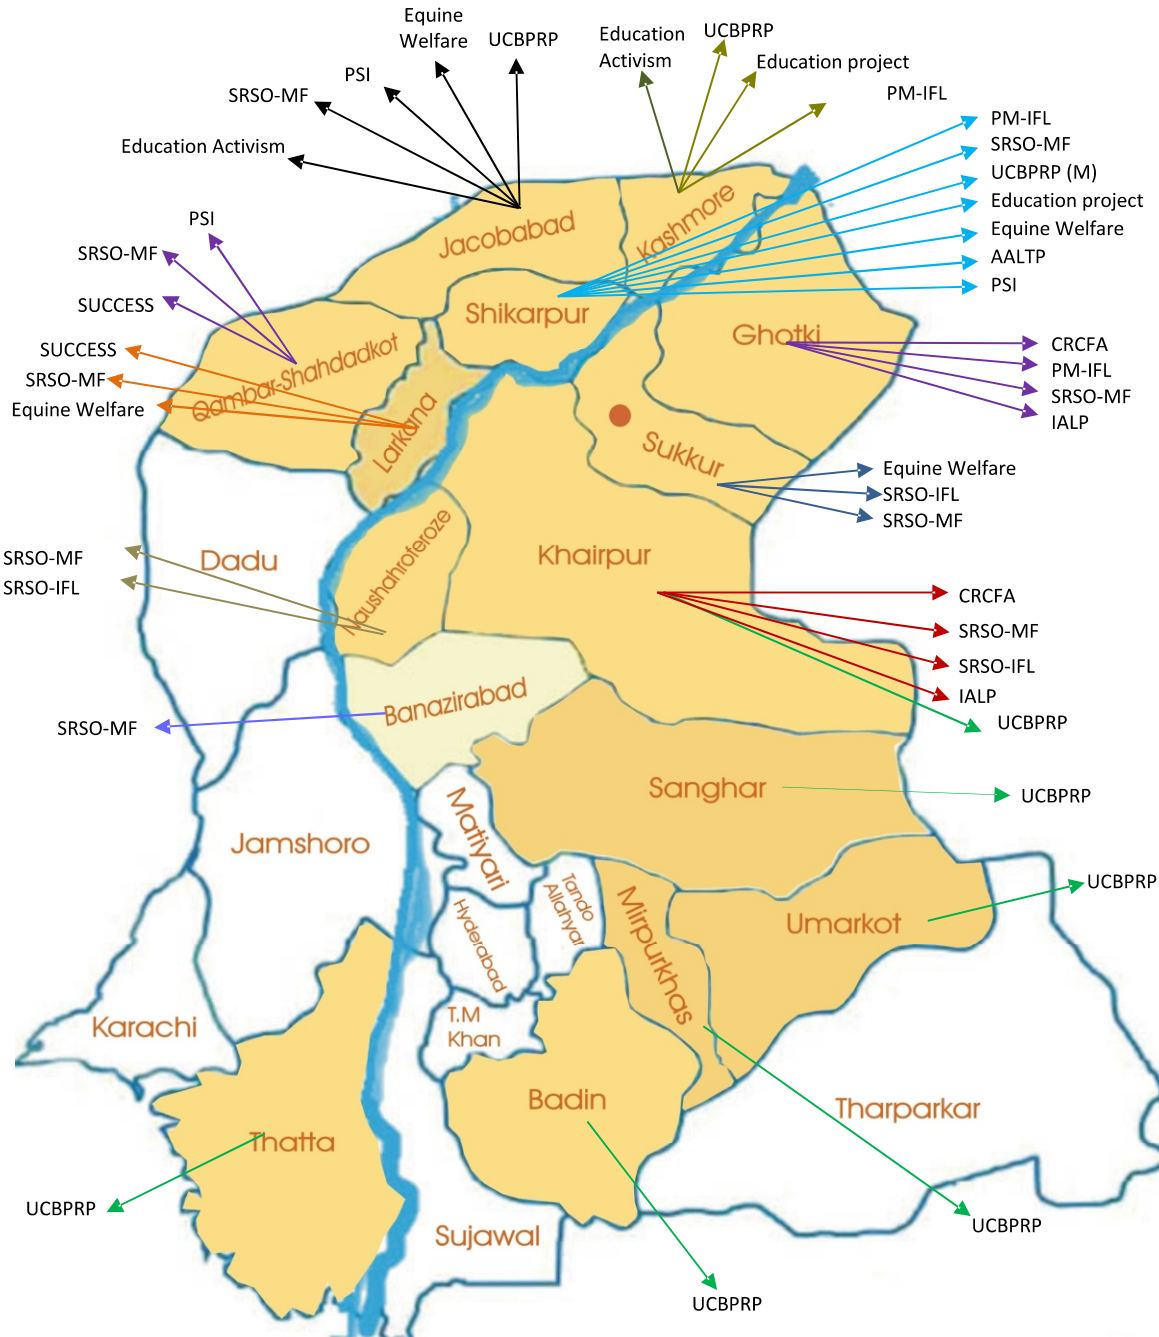 Equine
Welfare
UCBPRP
PSI
SRSO-MF
Education Activism
Education
Activism
UCBPRP
Education project
PM-IFL
PM-IFL
SRSO-MF
UCBPRP (M)
Education project
Equine Welfare
AALTP
PSI
PSI
SRSO-MF
SUCCESS
SUCCESS
SRSO-MF
Equine Welfare
Jacobabad
Kashmore
Shikarpur
Ghotki
Qambar-Shahdadkot
Larkana
Sukkur
CRCFA
PM-IFL
SRSO-MF
IALP
Equine Welfare
SRSO-IFL
SRSO-MF
SRSO-MF
SRSO-IFL
Dadu
Naushahroferoze
Khairpur
CRCFA
SRSO-MF
SRSO-IFL
IALP
UCBPRP
SRSO-MF
Banazirabad
Sanghar
UCBPRP
Jamshoro
Matiyari
Hyderabad
Tando
Allahyar
Mirpurkhas
Umarkot
UCBPRP
Karachi
T.M
Khan
Badin
Tharparkar
Thatta
UCBPRP
Sujawal
UCBPRP
UCBPRP